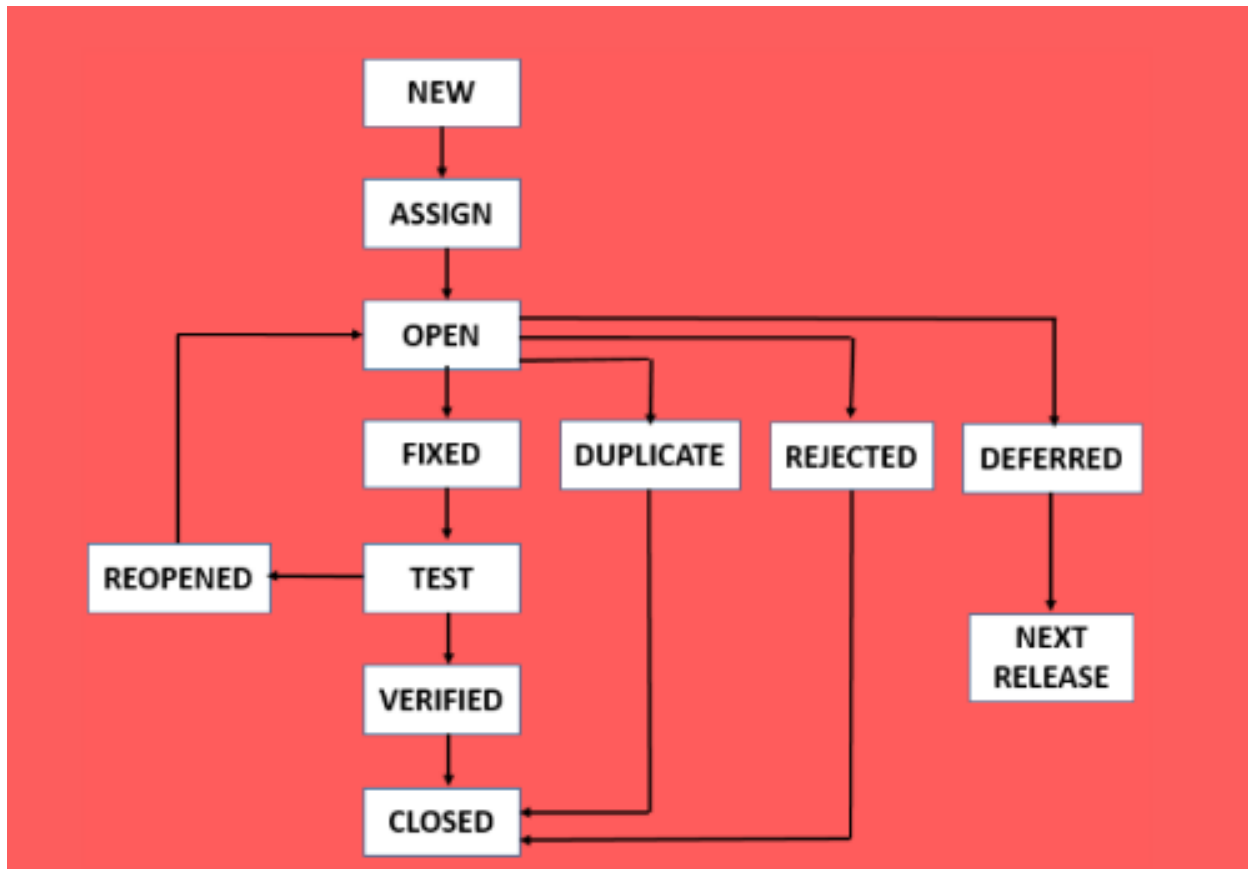 NEW
ASSIGN
OPEN
FIXED
DUPLICATE
REJECTED
DEFERRED
REOPENED
TEST
NEXT
RELEASE
VERIFIED
CLOSED